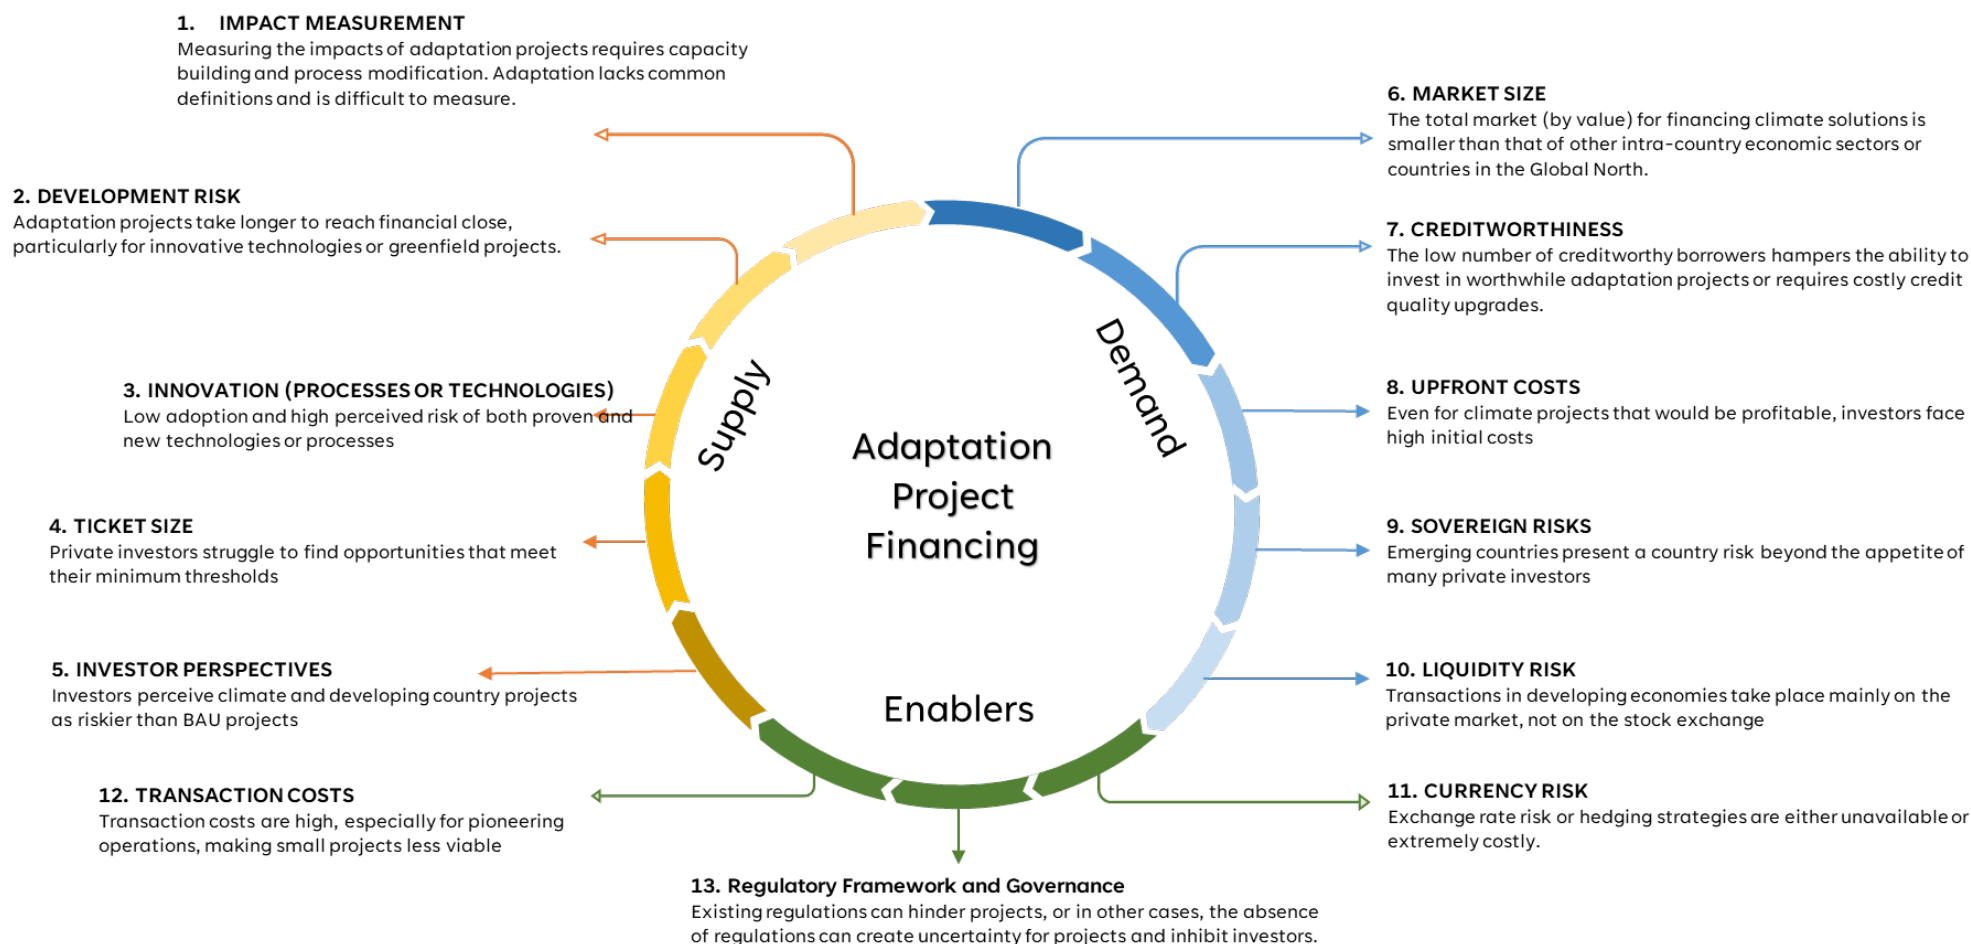 1. IMPACT MEASUREMENT
Measuring the impacts of adaptation projects requires capacity
building and process modification. Adaptation lacks common
definitions and is difficult to measure.
2. DEVELOPMENT RISK
Adaptation projects take longer to reach financial close,
particularly for innovative technologies or greenfield projects.
3. INNOVATION (PROCESSES OR TECHNOLOGIES)
Low adoption and high perceived risk of both proven and
new technologies or processes
4. TICKET SIZE
Private investors struggle to find opportunities that meet
their minimum thresholds
5. INVESTOR PERSPECTIVES
Investors perceive climate and developing country projects
as riskier than BAU projects
12. TRANSACTION COSTS
Transaction costs are high, especially for pioneering
operations, making small projects less viable
Supply
Demand
Adaptation
Project
Financing
Enablers
6. MARKET SIZE
The total market (by value) for financing climate solutions is
smaller than that of other intra-country economic sectors or
countries in the Global North.
7. CREDITWORTHINESS
The low number of creditworthy borrowers hampers the ability to
invest in worthwhile adaptation projects or requires costly credit
quality upgrades.
8. UPFRONT COSTS
Even for climate projects that would be profitable, investors face
high initial costs
9. SOVEREIGN RISKS
Emerging countries present a country risk beyond the appetite of
many private investors
10. LIQUIDITY RISK
Transactions in developing economies take place mainly on the
private market, not on the stock exchange
11. CURRENCY RISK
Exchange rate risk or hedging strategies are either unavailable or
extremely costly.
13. Regulatory Framework and Governance
Existing regulations can hinder projects, or in other cases, the absence
of regulations can create uncertainty for projects and inhibit investors.